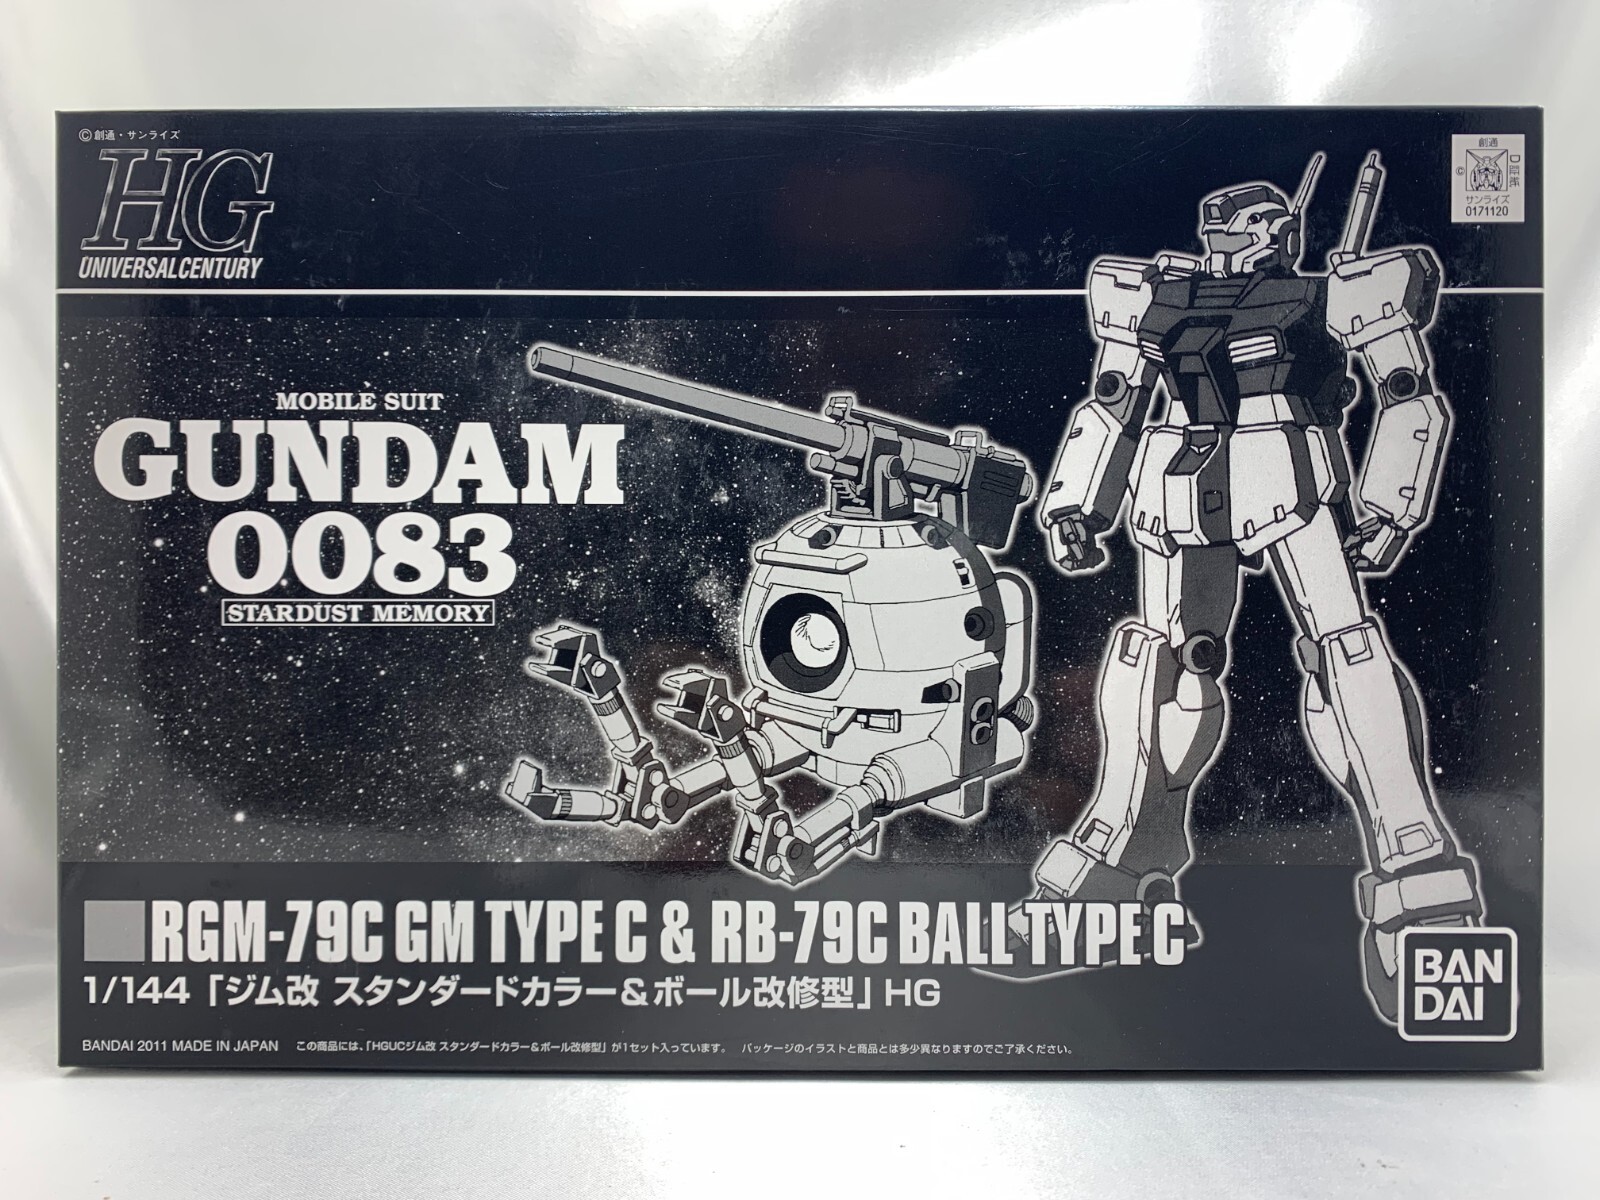 ©創通・サンライズ
HG
UNIVERSALCENTURY
創通
©
サンライズ
0171120
MOBILE SUIT
GUNDAM
0083
STARDUST MEMORY
RGM-79C GM TYPE C & RB-79C BALL TYPE C
1/144「ジム改 スタンダードカラー&ボール改修型」HG
BAN
DAI
BANDAI 2011 MADE IN JAPAN この商品には、「HGUCジム改 スタンダードカラー&ボール改修型」が1セット入っています。 パッケージのイラストと商品とは多少異なりますのでご了承ください。